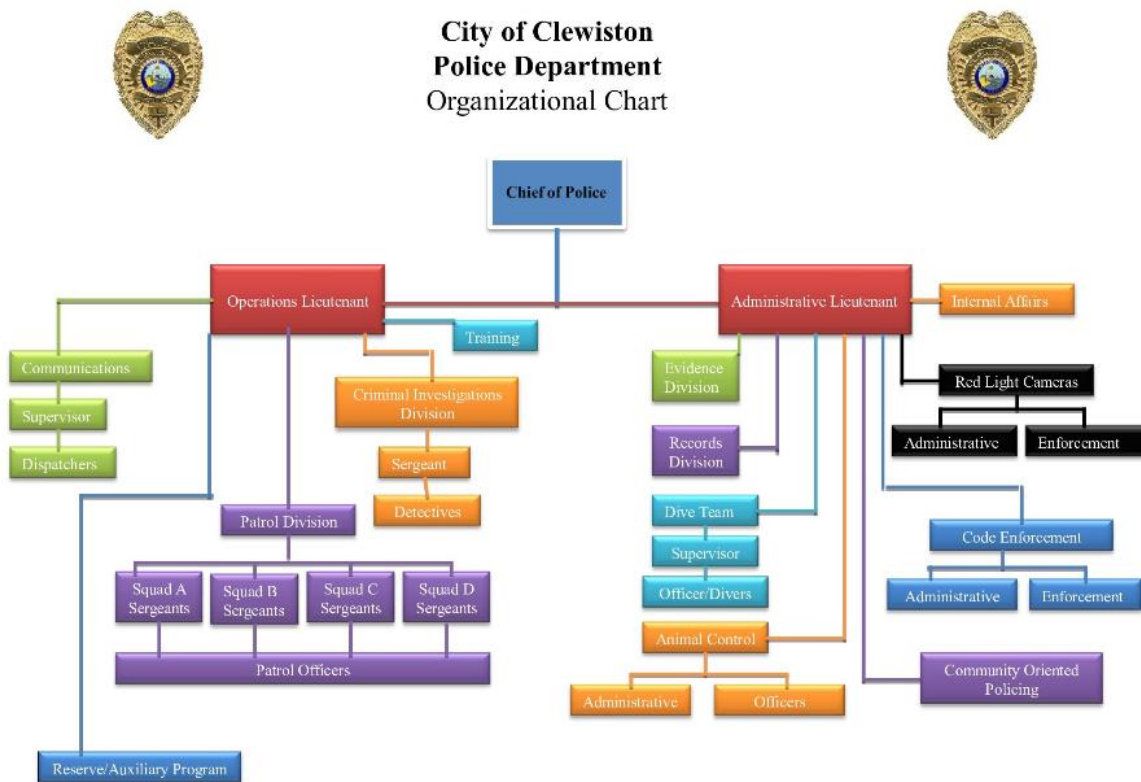 City of Clewiston
Police Department
Organizational Chart
Chief of Police
Operations Lieutenant
Administrative Lieutenant
Internal Affairs
Training
Communications
Supervisor
Dispatchers
Criminal Investigations
Division
Sergeant
Detectives
Patrol Division
Squad A
Sergeants
Squad B
Sergeants
Squad C
Sergeants
Squad D
Sergeants
Patrol Officers
Reserve/Auxiliary Program
Evidence
Division
Records
Division
Dive Team
Supervisor
Officer/Divers
Animal Control
Administrative
Officers
Red Light Cameras
Administrative
Enforcement
Code Enforcement
Administrative
Enforcement
Community Oriented
Policing